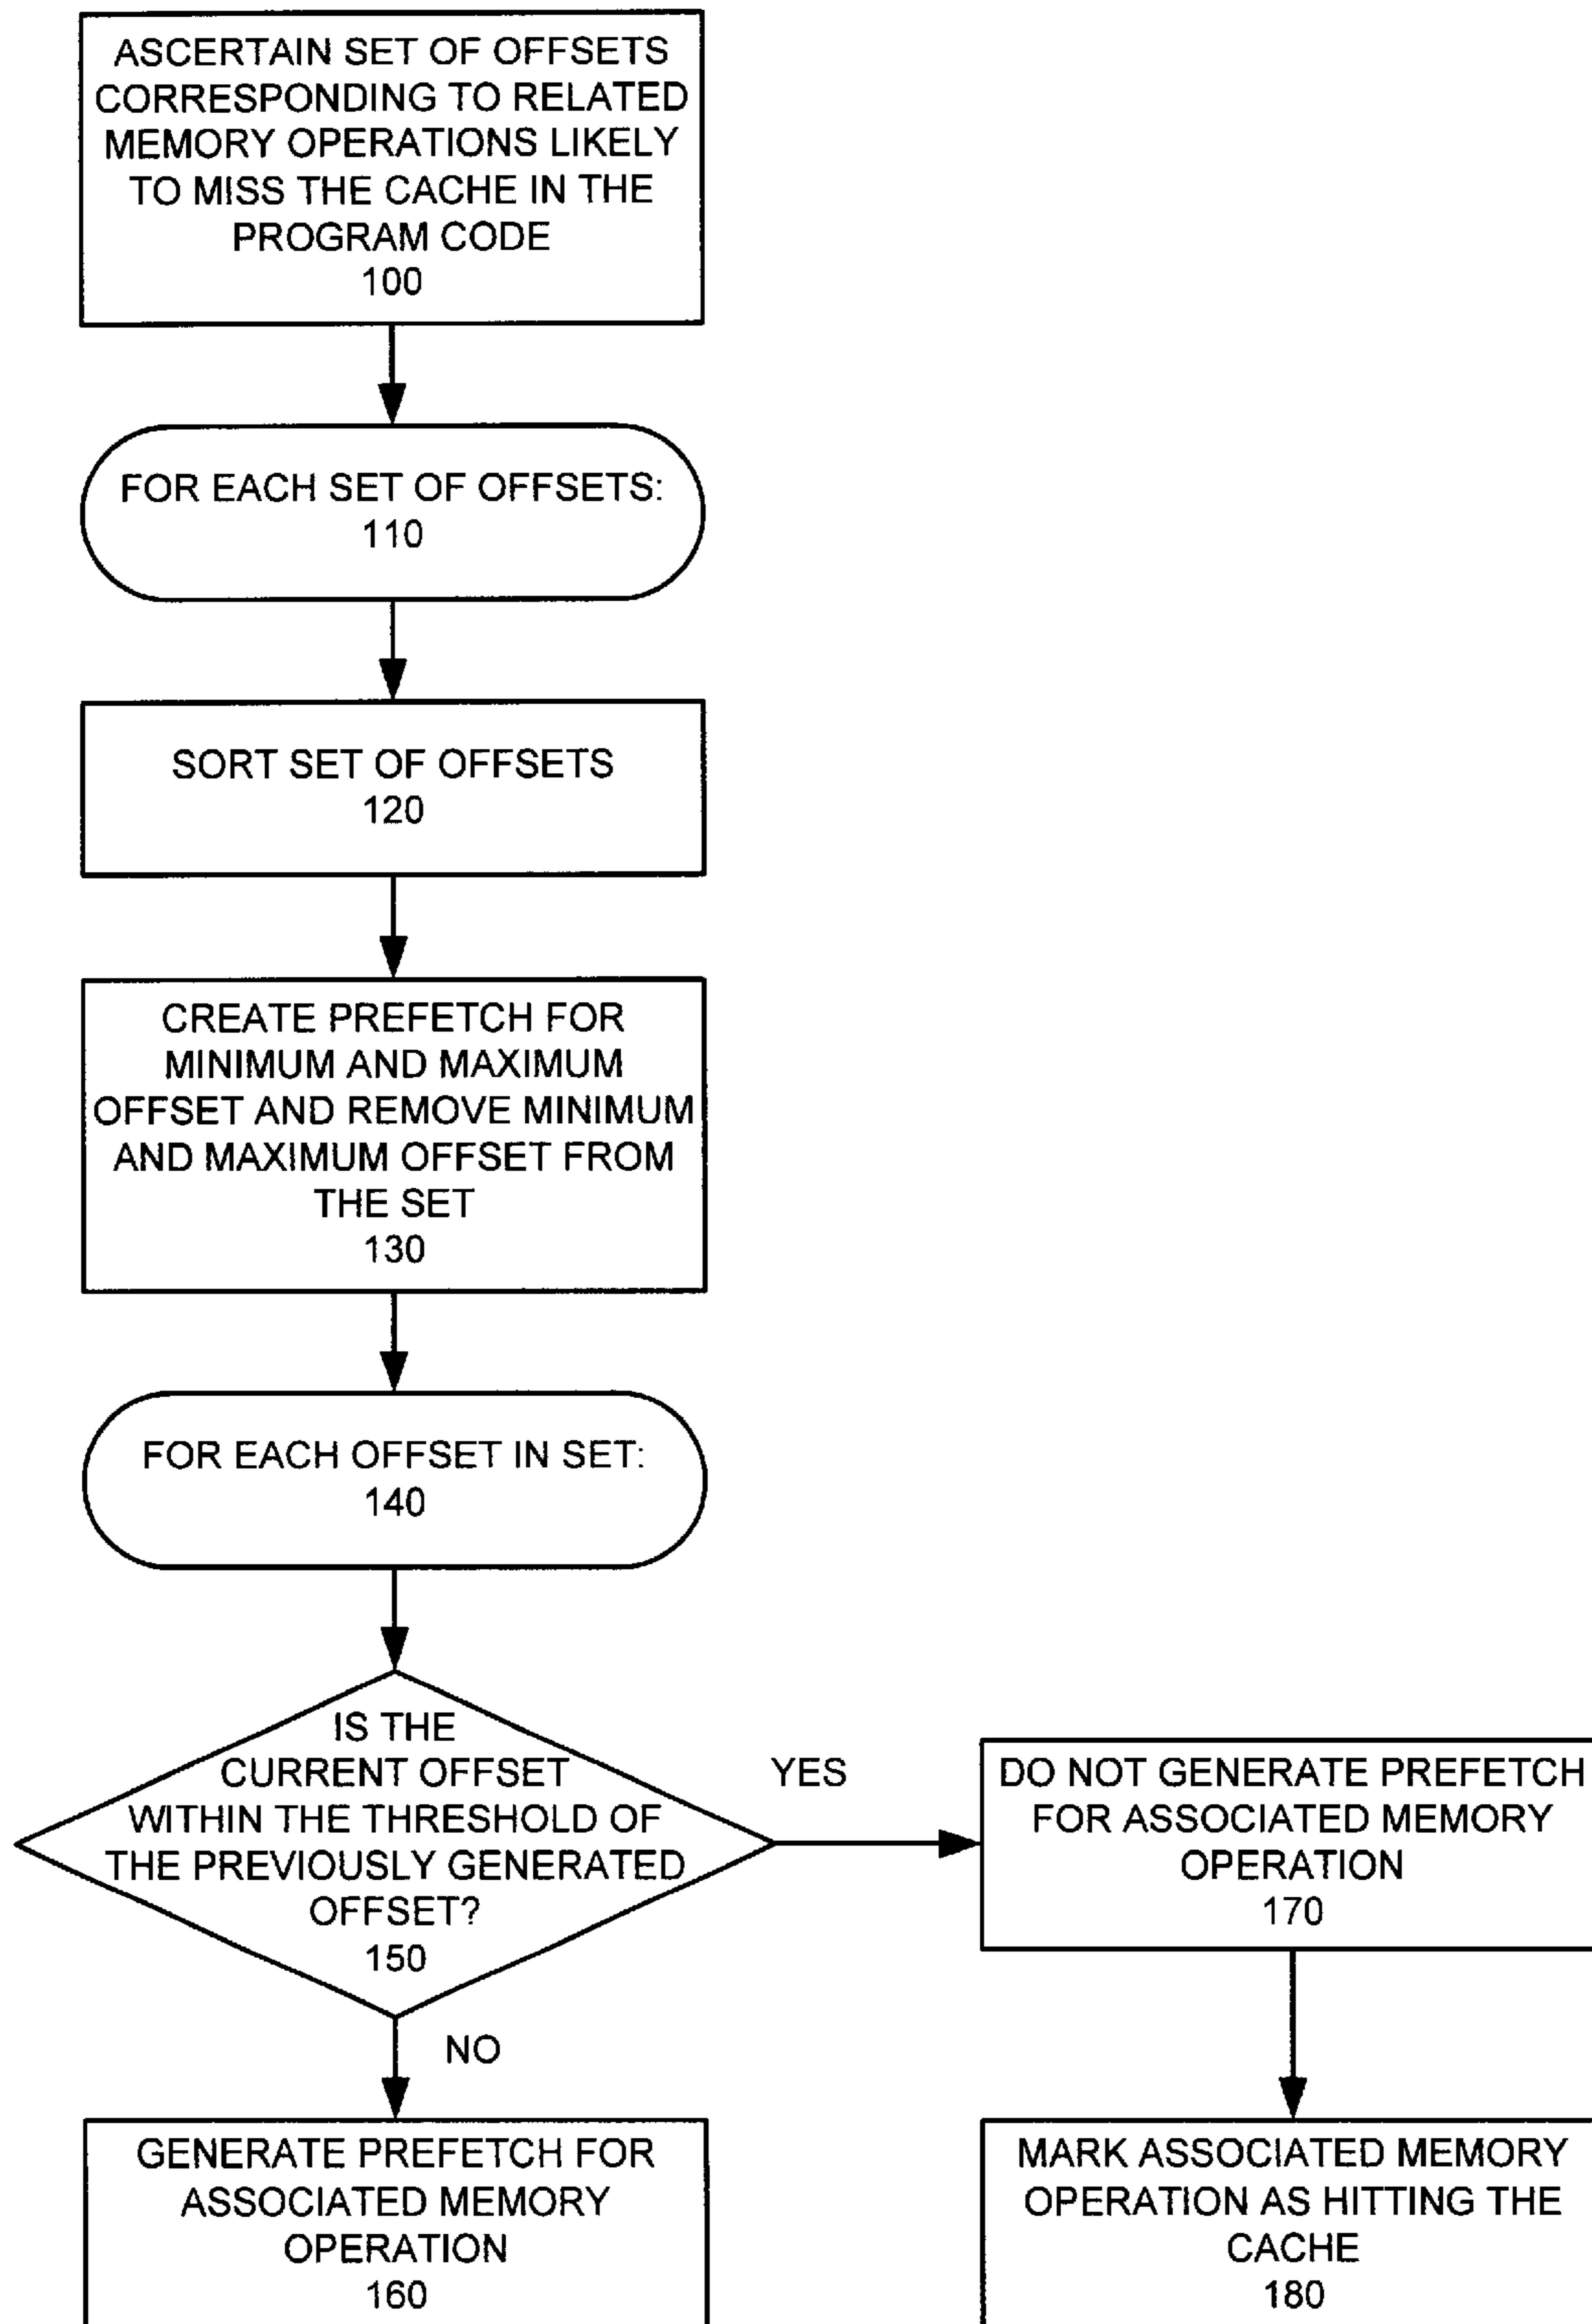 ASCERTAIN SET OF OFFSETS
CORRESPONDING TO RELATED
MEMORY OPERATIONS LIKELY
TO MISS THE CACHE IN THE
PROGRAM CODE
100
FOR EACH SET OF OFFSETS:
110
SORT SET OF OFFSETS
120
CREATE PREFETCH FOR
MINIMUM AND MAXIMUM
OFFSET AND REMOVE MINIMUM
AND MAXIMUM OFFSET FROM
THE SET
130
FOR EACH OFFSET IN SET:
140
IS THE
CURRENT OFFSET
WITHIN THE THRESHOLD OF
THE PREVIOUSLY GENERATED
OFFSET?
150
YES
DO NOT GENERATE PREFETCH
FOR ASSOCIATED MEMORY
OPERATION
170
NO
GENERATE PREFETCH FOR
ASSOCIATED MEMORY
OPERATION
160
MARK ASSOCIATED MEMORY
OPERATION AS HITTING THE
CACHE
180